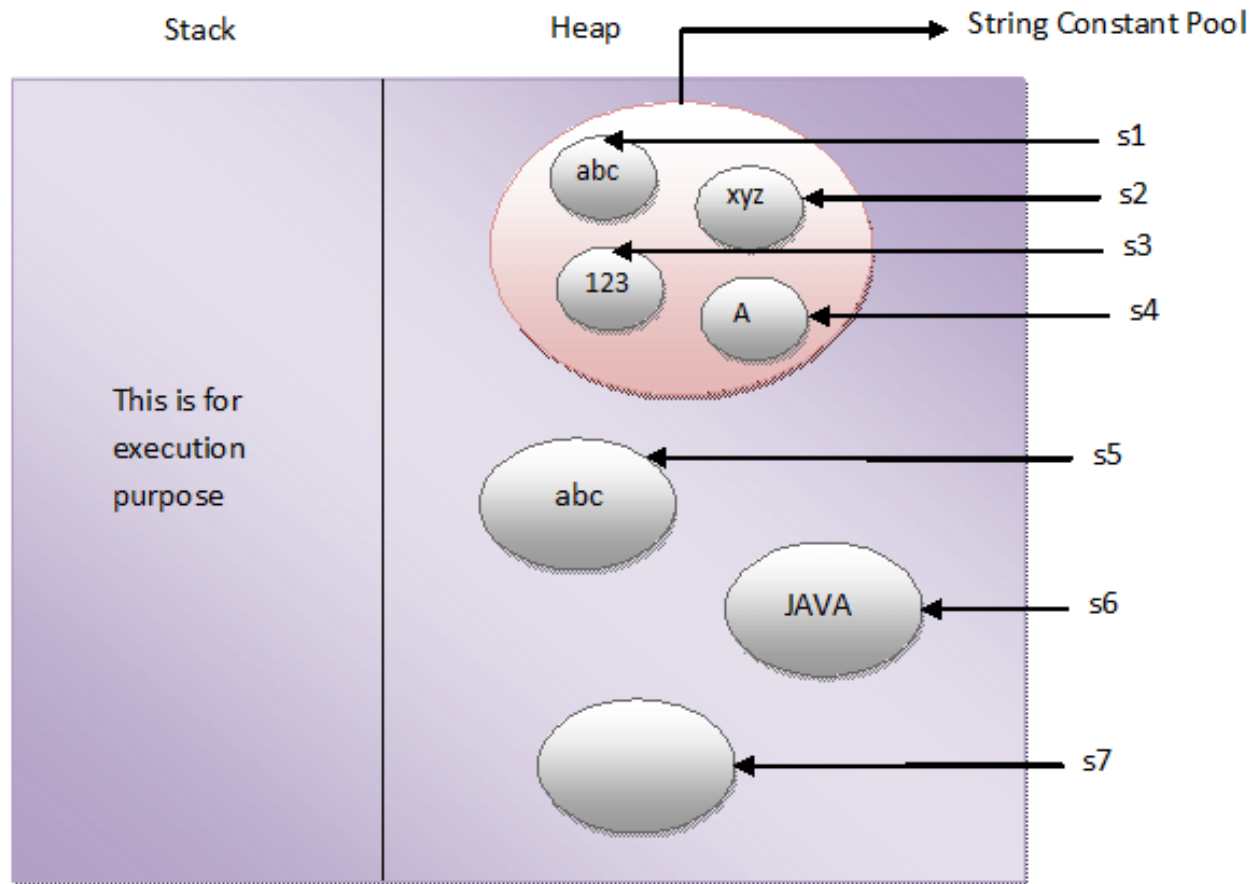 Stack
Heap
String Constant Pool
abc
s1
xyz
s2
123
s3
A
s4
This is for
execution
purpose
abc
s5
JAVA
s6
s7